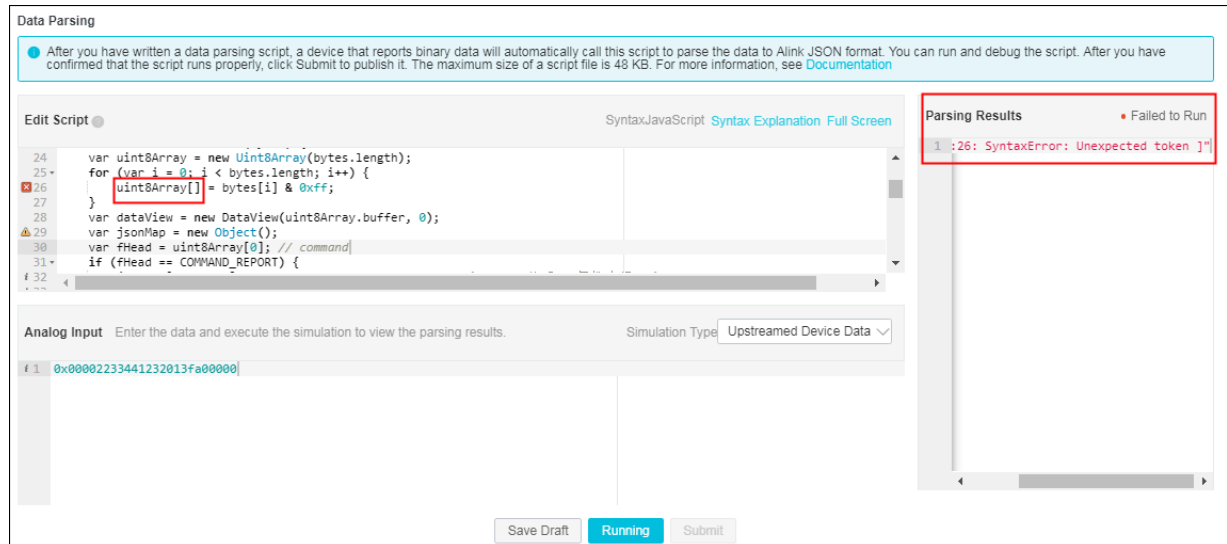 Data Parsing
After you have written a data parsing script, a device that reports binary data will automatically call this script to parse the data to Alink JSON format. You can run and debug the script. After you have
confirmed that the script runs properly, click Submit to publish it. The maximum size of a script file is 48 KB. For more information, see Documentation
Edit Script
SyntaxJavaScript Syntax Explanation Full Screen
24 var uint8Array = new Uint8Array(bytes.length);
25 for (var i = 0; i < bytes.length; i++) {
26 uint8Array[] = bytes[i] & 0xff;
27 }
28 var dataView = new DataView(uint8Array.buffer, 0);
29 var jsonMap = new Object();
30 var fHead = uint8Array[0]; // command
31 if (fHead == COMMAND_REPORT) {
32
Parsing Results
Failed to Run
1 :26: SyntaxError: Unexpected token ]"
Analog Input Enter the data and execute the simulation to view the parsing results.
Simulation Type Upstreamed Device Data
1 0x00002233441232013fa00000
Save Draft Running Submit